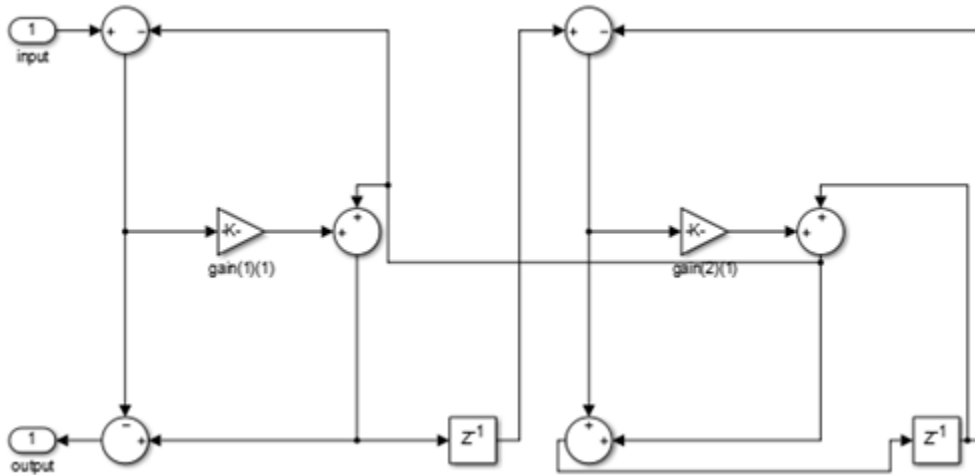 1
input
+
-
+
-
-K-
gain(1)(1)
+
+
-K-
gain(2)(1)
+
+
1
output
-
+
Z-1
+
+
Z-1